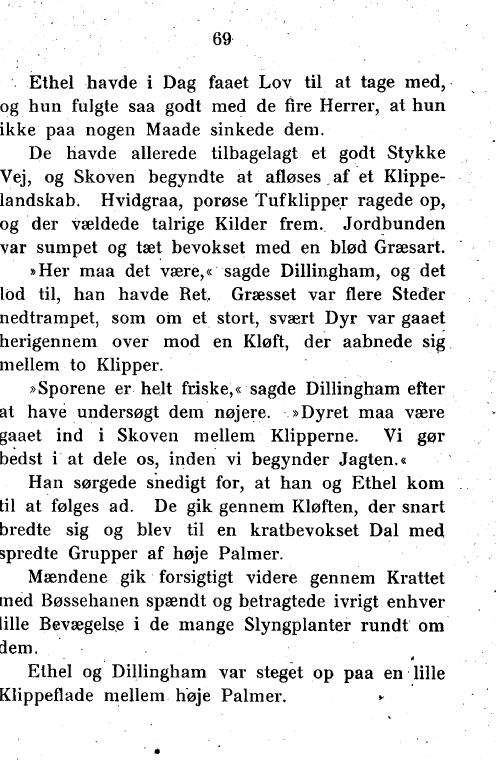 69
Ethel havde i Dag faaet Lov til at tage med,
og hun fulgte saa godt med de fire Herrer, at hun
ikke paa nogen Maade sinkede dem.
De havde allerede tilbagelagt et godt Stykke
Vej, og Skoven begyndte at afløses af et Klippe-
landskab. Hvidgraa, porøse Tufklipper ragede op,
og der vældede talrige Kilder frem. Jordbunden
var sumpet og tæt bevokset med en blød Græsart.
»Her maa det være,« sagde Dillingham, og det
lod til, han havde Ret. Græsset var flere Steder
nedtrampet, som om et stort, svært Dyr var gaaet
herigennem over mod en Kløft, der aabnede sig
mellem to Klipper.
»Sporene er helt friske,« sagde Dillingham efter
at have undersøgt dem nøjere. »Dyret maa være
gaaet ind i Skoven mellem Klipperne. Vi gør
bedst i at dele os, inden vi begynder Jagten.«
Han sørgede snedigt for, at han og Ethel kom
til at følges ad. De gik gennem Kløften, der snart
bredte sig og blev til en kratbevokset Dal med
spredte Grupper af høje Palmer.
Mændene gik forsigtigt videre gennem Krattet
med Bøssehanen spændt og betragtede ivrigt enhver
lille Bevægelse i de mange Slyngplanter rundt om
dem.
Ethel og Dillingham var steget op paa en lille
Klippeflade mellem høje Palmer.